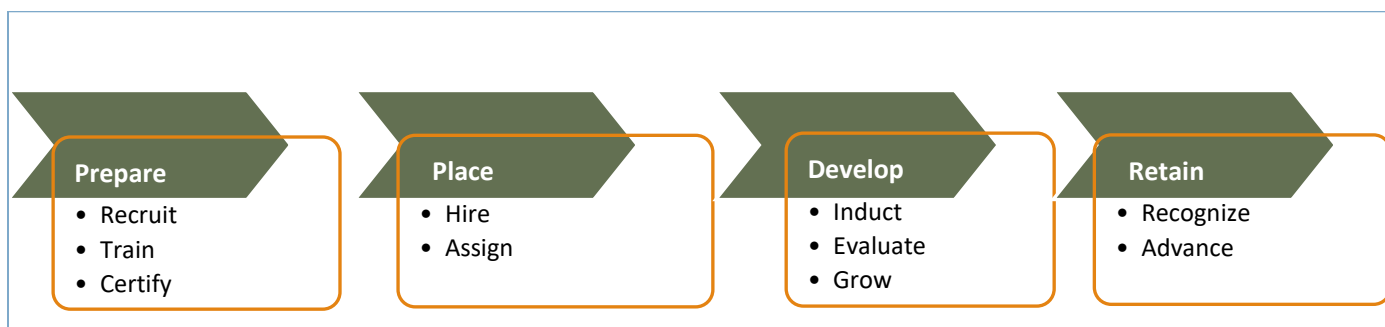 Prepare
• Recruit
• Train
• Certify
Place
• Hire
• Assign
Develop
• Induct
• Evaluate
• Grow
Retain
• Recognize
• Advance